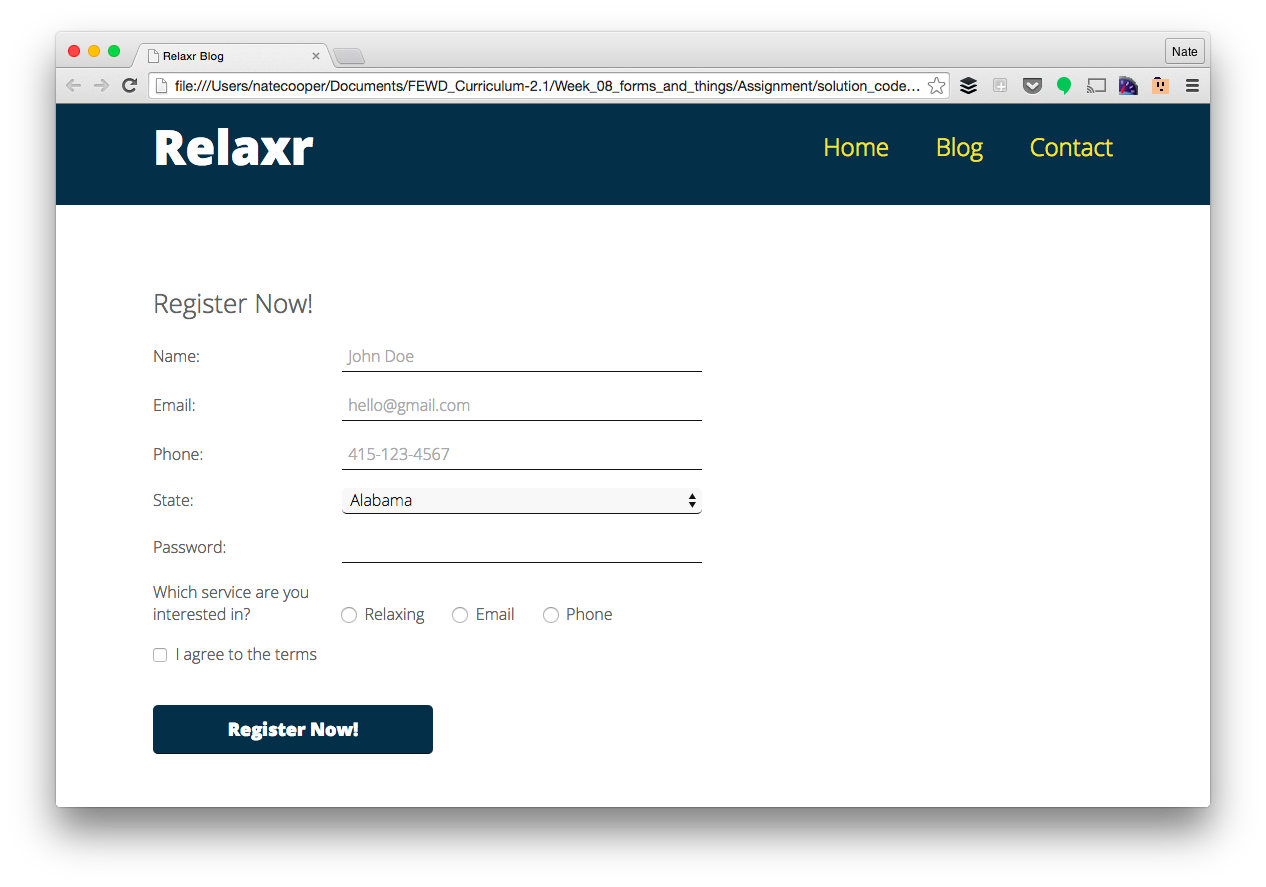 Relaxr Blog
Nate
file:///Users/natecooper/Documents/FEWD_Curriculum-2.1/Week_08_forms_and_things/Assignment/solution_code...
Relaxr
Home Blog Contact
Register Now!
Name: John Doe
Email: hello@gmail.com
Phone: 415-123-4567
State: Alabama
Password:
Which service are you
interested in? Relaxing Email Phone
I agree to the terms
Register Now!